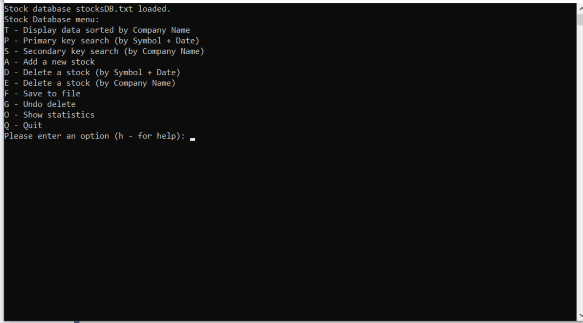 Stock database stocksDB.txt loaded.
Stock Database menu:
T - Display data sorted by Company Name
P - Primary key search (by Symbol + Date)
S - Secondary key search (by Company Name)
A - Add a new stock
D - Delete a stock (by Symbol + Date)
E - Delete a stock (by Company Name)
F - Save to file
G - Undo delete
O - Show statistics
Q - Quit
Please enter an option (h - for help):